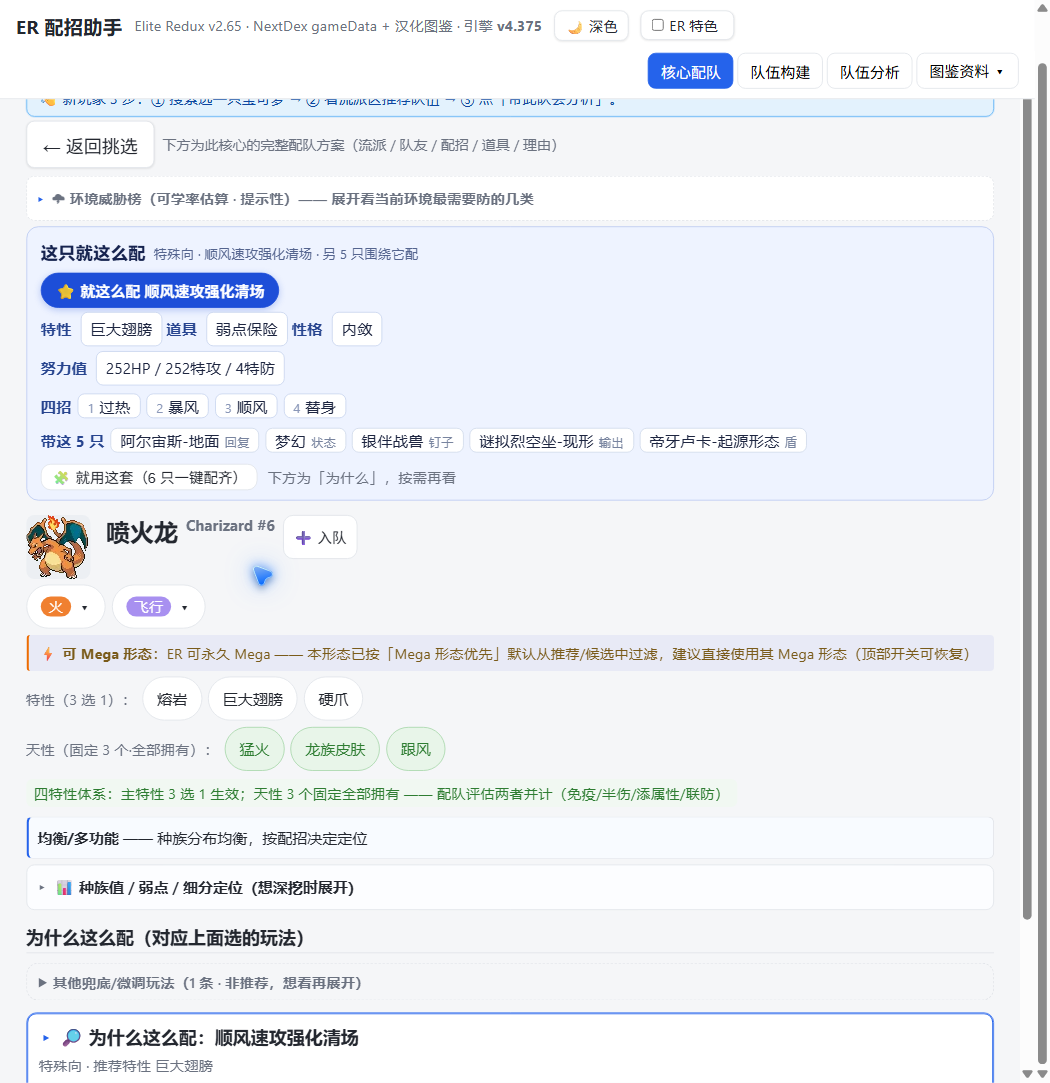 ER 配招助手 Elite Redux v2.65 · NextDex gameData + 汉化图鉴 · 引擎 v4.375 🌙 深色 ER 特色
核心配队 队伍构建 队伍分析 图鉴资料 ▾
← 返回挑选 下方为此核心的完整配队方案（流派 / 队友 / 配招 / 道具 / 理由）
▸ 🌩 环境威胁榜（可学率估算 · 提示性）—— 展开看当前环境最需要防的几类
这只就这么配 特殊向 · 顺风速攻强化清场 · 另 5 只围绕它配
⭐ 就这么配 顺风速攻强化清场
特性 巨大翅膀 道具 弱点保险 性格 内敛
努力值 252HP / 252特攻 / 4特防
四招 1 过热 2 暴风 3 顺风 4 替身
带这 5 只 阿尔宙斯-地面 回复 梦幻 状态 银伴战兽 钉子 谜拟烈空坐-现形 输出 帝牙卢卡-起源形态 盾
🧩 就用这套（6 只一键配齐） 下方为「为什么」，按需再看
喷火龙 Charizard #6 ➕ 入队
火 ▾ 飞行 ▾
⚡ 可 Mega 形态：ER 可永久 Mega —— 本形态已按「Mega 形态优先」默认从推荐/候选中过滤，建议直接使用其 Mega 形态（顶部开关可恢复）
特性（3 选 1）： 熔岩 巨大翅膀 硬爪
天性（固定 3 个·全部拥有）： 猛火 龙族皮肤 跟风
四特性体系：主特性 3 选 1 生效；天性 3 个固定全部拥有 —— 配队评估两者并计（免疫/半伤/添属性/联防）
均衡/多功能 —— 种族分布均衡，按配招决定定位
▸ 📊 种族值 / 弱点 / 细分定位（想深挖时展开）
为什么这么配（对应上面选的玩法）
▶ 其他兜底/微调玩法（1 条 · 非推荐，想看再展开）
▸ 🔎 为什么这么配：顺风速攻强化清场
特殊向 · 推荐特性 巨大翅膀